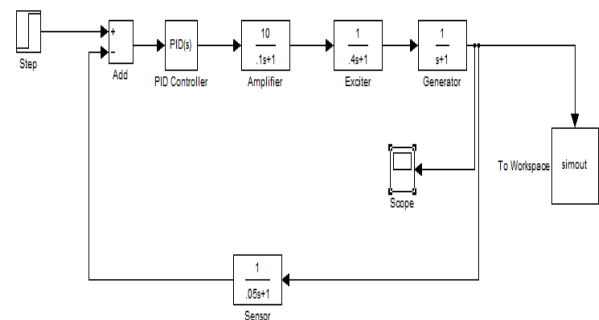 Step
+
−
Add
PID(s)
PID Controller
10
.1s+1
Amplifier
1
.4s+1
Exciter
1
s+1
Generator
Scope
To Workspace
simout
1
.05s+1
Sensor